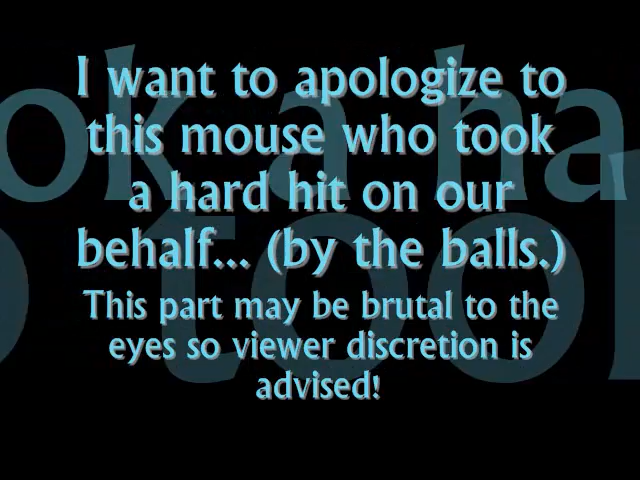 I want to apologize to
this mouse who took
a hard hit on our
behalf... (by the balls.)
This part may be brutal to the
eyes so viewer discretion is
advised!